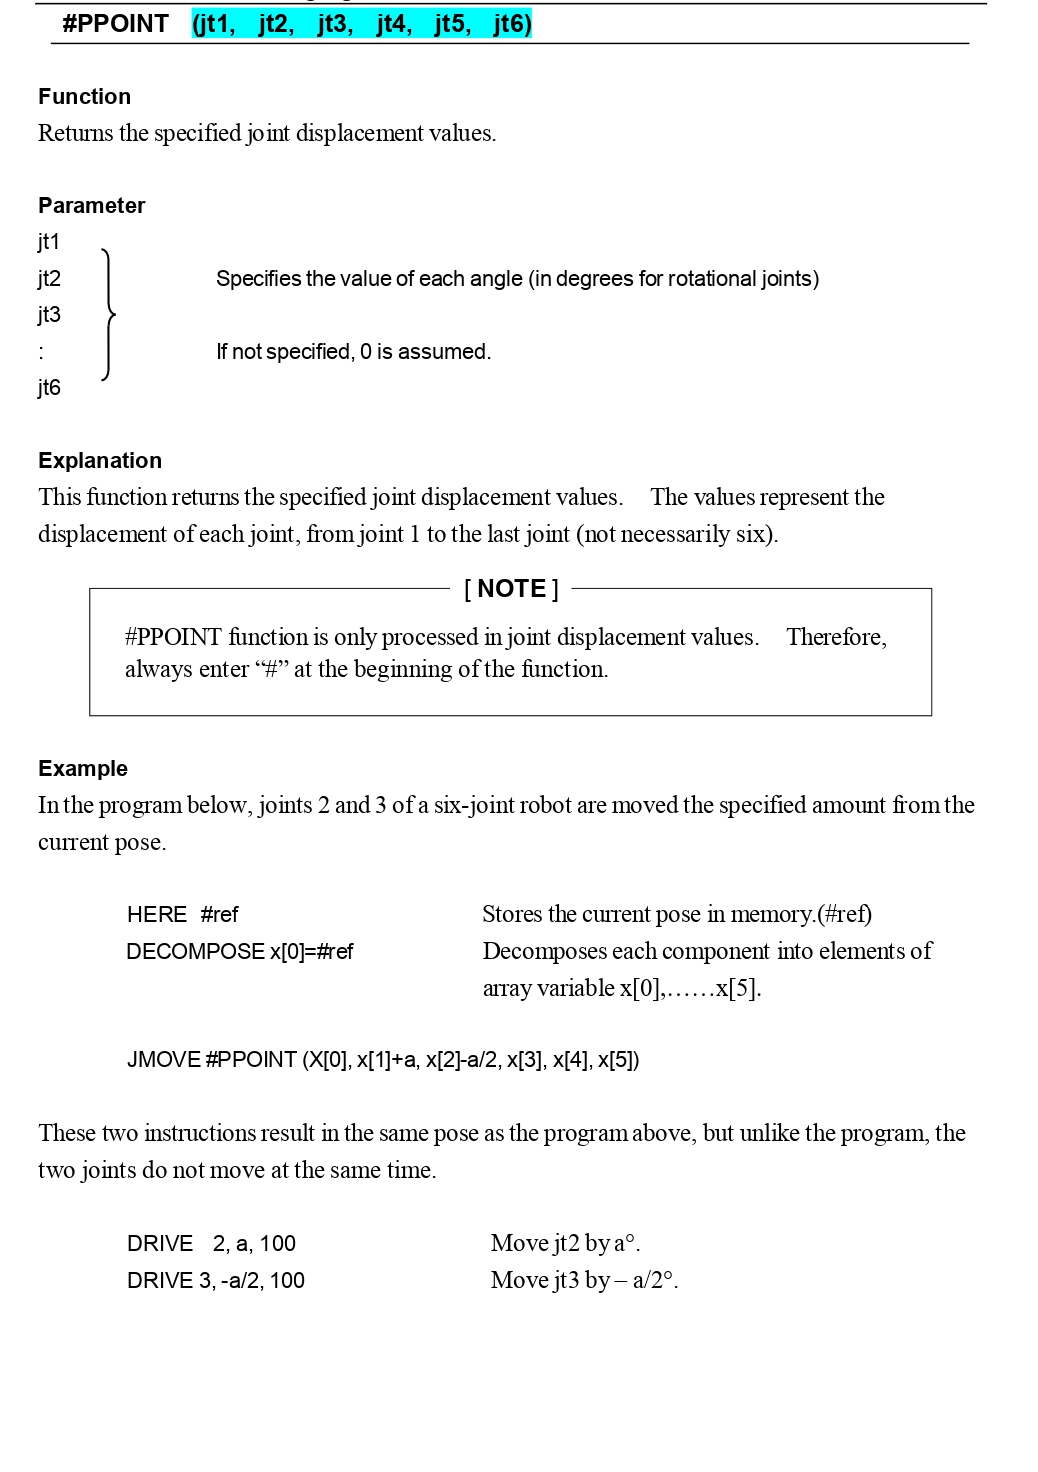 #PPOINT (jt1, jt2, jt3, jt4, jt5, jt6)
Function
Returns the specified joint displacement values.
Parameter
jt1
jt2 Specifies the value of each angle (in degrees for rotational joints)
jt3
: If not specified, 0 is assumed.
jt6
Explanation
This function returns the specified joint displacement values. The values represent the
displacement of each joint, from joint 1 to the last joint (not necessarily six).
[ NOTE ]
#PPOINT function is only processed in joint displacement values. Therefore,
always enter “#” at the beginning of the function.
Example
In the program below, joints 2 and 3 of a six-joint robot are moved the specified amount from the
current pose.
HERE #ref Stores the current pose in memory.(#ref)
DECOMPOSE x[0]=#ref Decomposes each component into elements of
array variable x[0],……x[5].
JMOVE #PPOINT (X[0], x[1]+a, x[2]-a/2, x[3], x[4], x[5])
These two instructions result in the same pose as the program above, but unlike the program, the
two joints do not move at the same time.
DRIVE 2, a, 100 Move jt2 by a°.
DRIVE 3, -a/2, 100 Move jt3 by – a/2°.